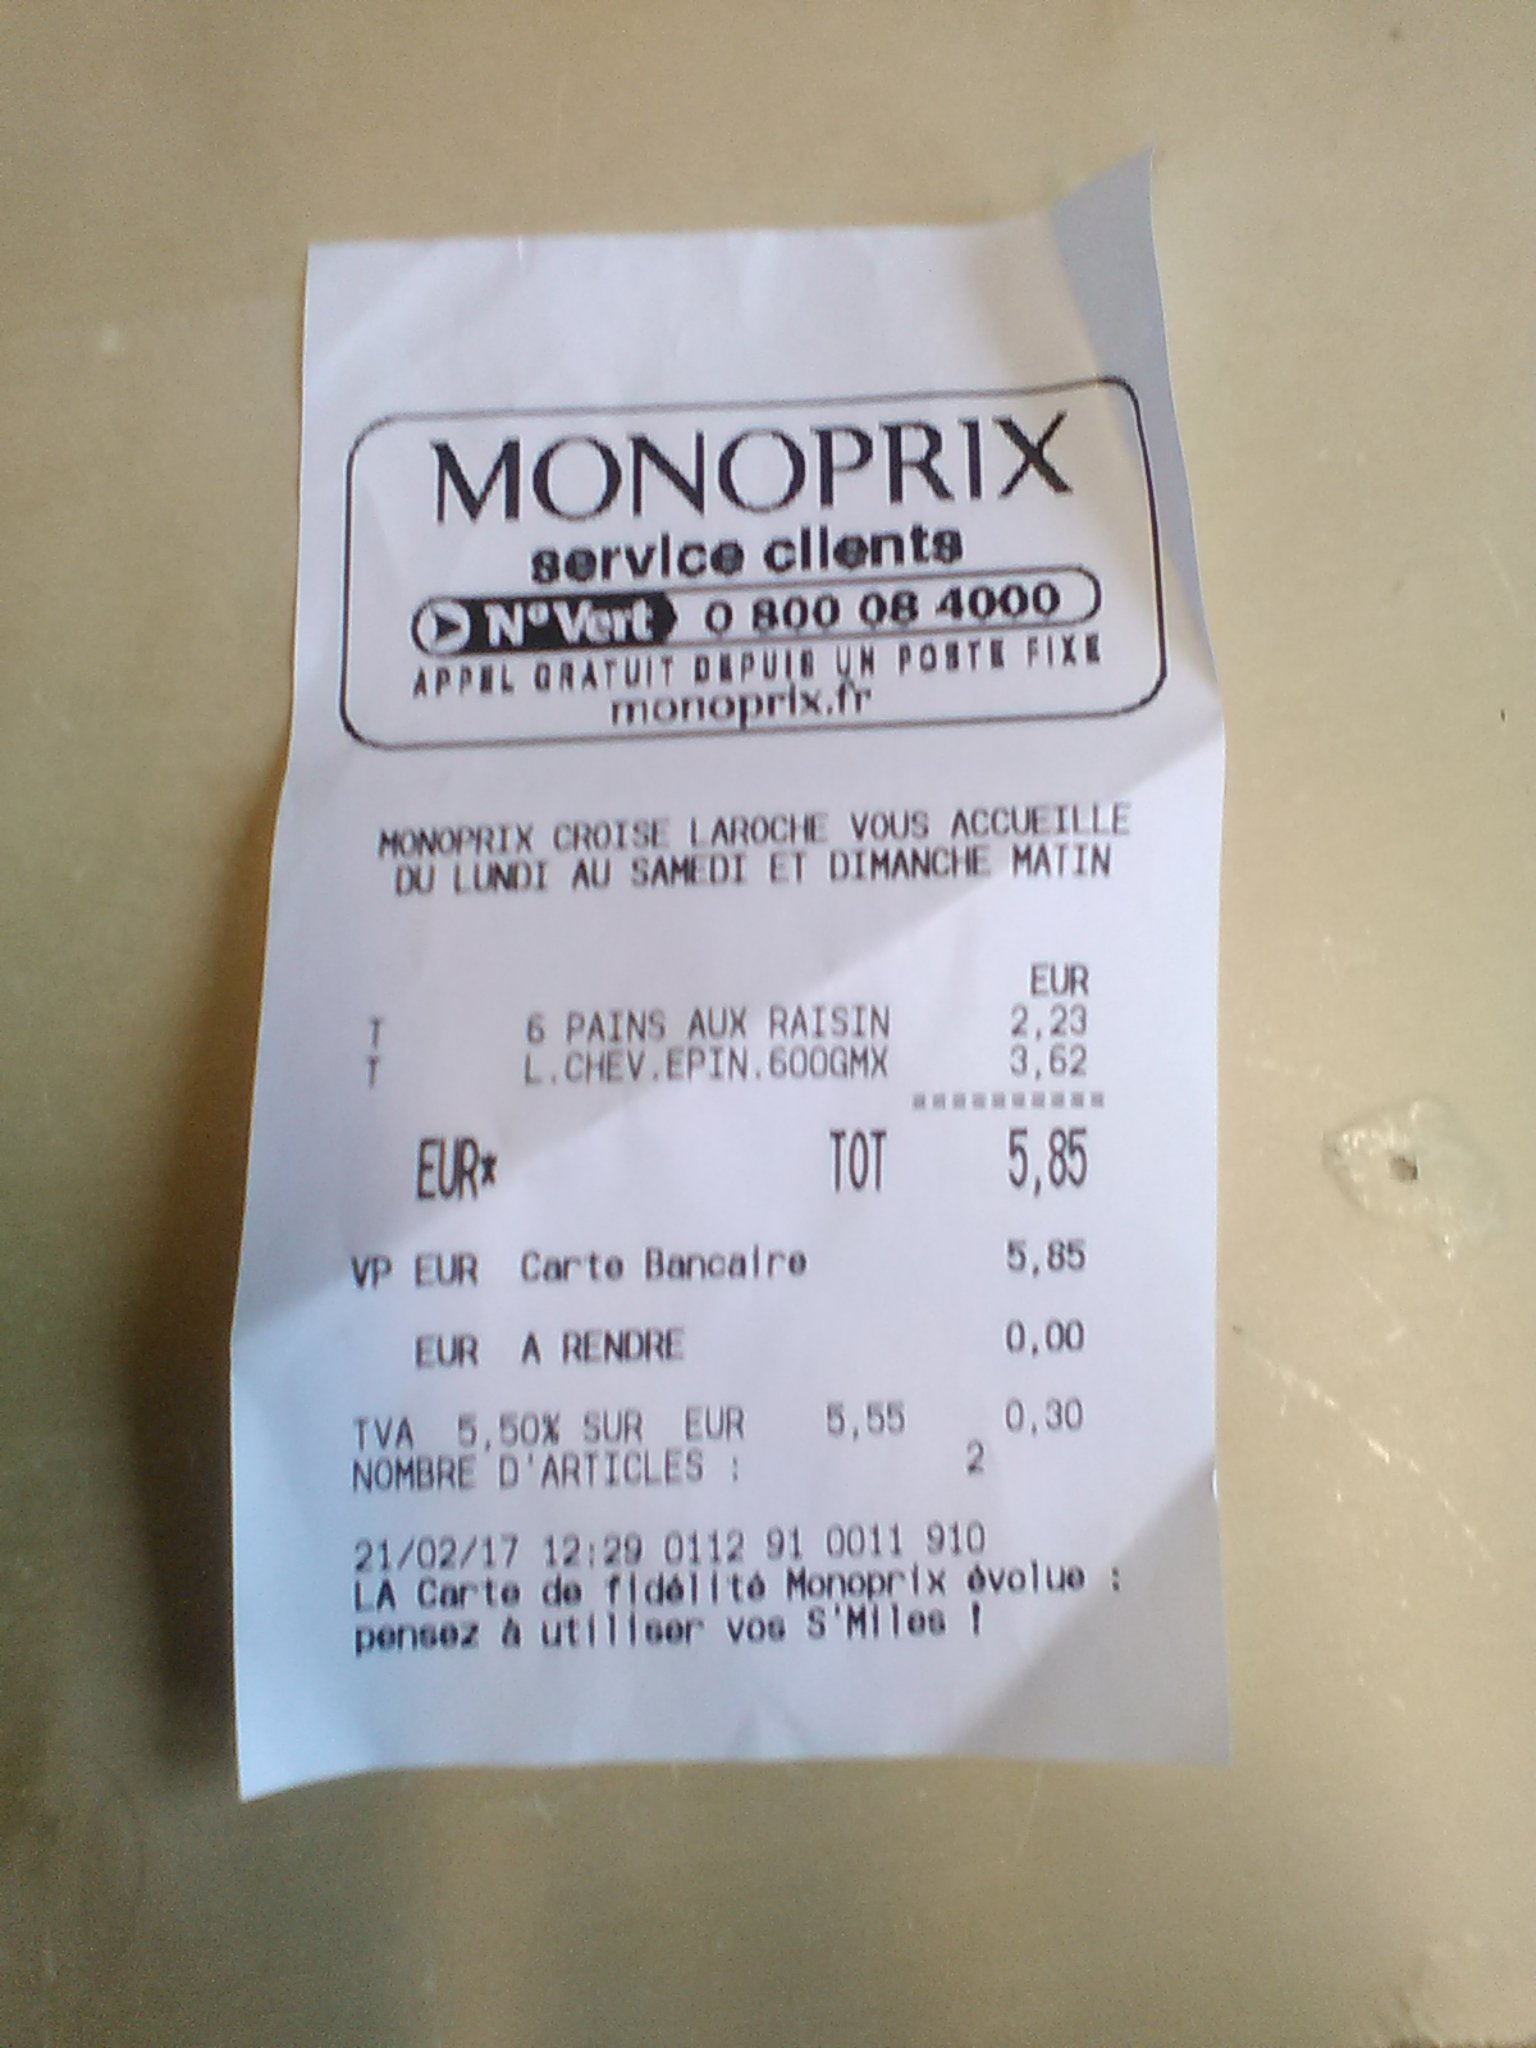 MONOPRIX
service clients
N° Vert 0 800 08 4000
APPEL GRATUIT DEPUIS UN POSTE FIXE
monoprix.fr
MONOPRIX CROISE LAROCHE VOUS ACCUEILLE
DU LUNDI AU SAMEDI ET DIMANCHE MATIN
EUR
T 6 PAINS AUX RAISIN 2,23
T L.CHEV.EPIN.600GMX 3,62
==========
EUR* TOT 5,85
VP EUR Carte Bancaire 5,85
EUR A RENDRE 0,00
TVA 5,50% SUR EUR 5,55 0,30
NOMBRE D'ARTICLES : 2
21/02/17 12:29 0112 91 0011 910
LA Carte de fidélité Monoprix évolue :
pensez à utiliser vos S'Miles !